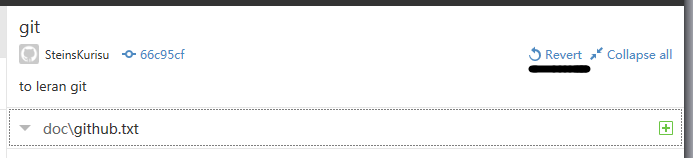 git
SteinsKurisu 66c95cf Revert Collapse all
to leran git
doc\github.txt